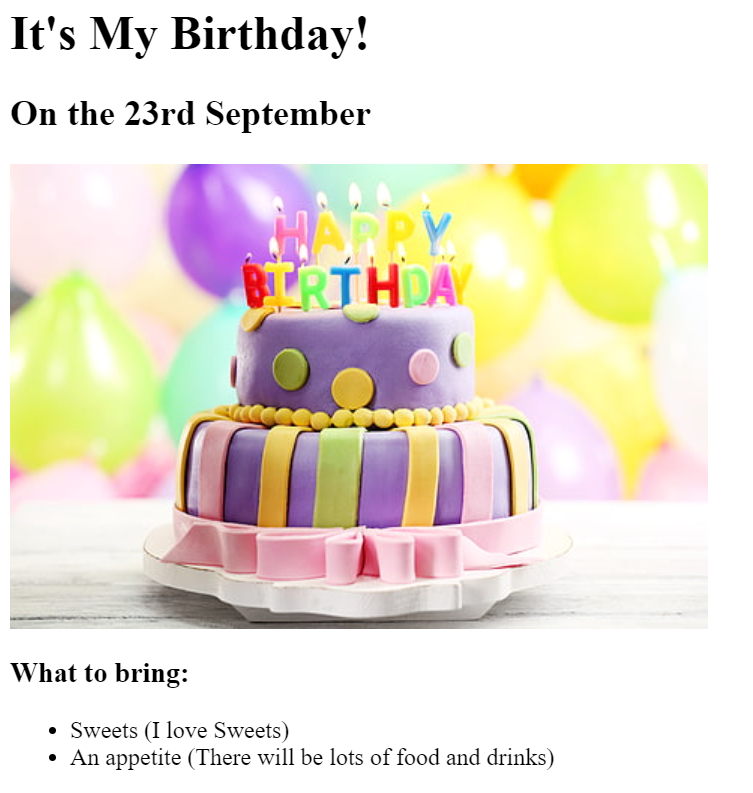 It's My Birthday!
On the 23rd September
HAPPY
BIRTHDAY
What to bring:
Sweets (I love Sweets)
An appetite (There will be lots of food and drinks)